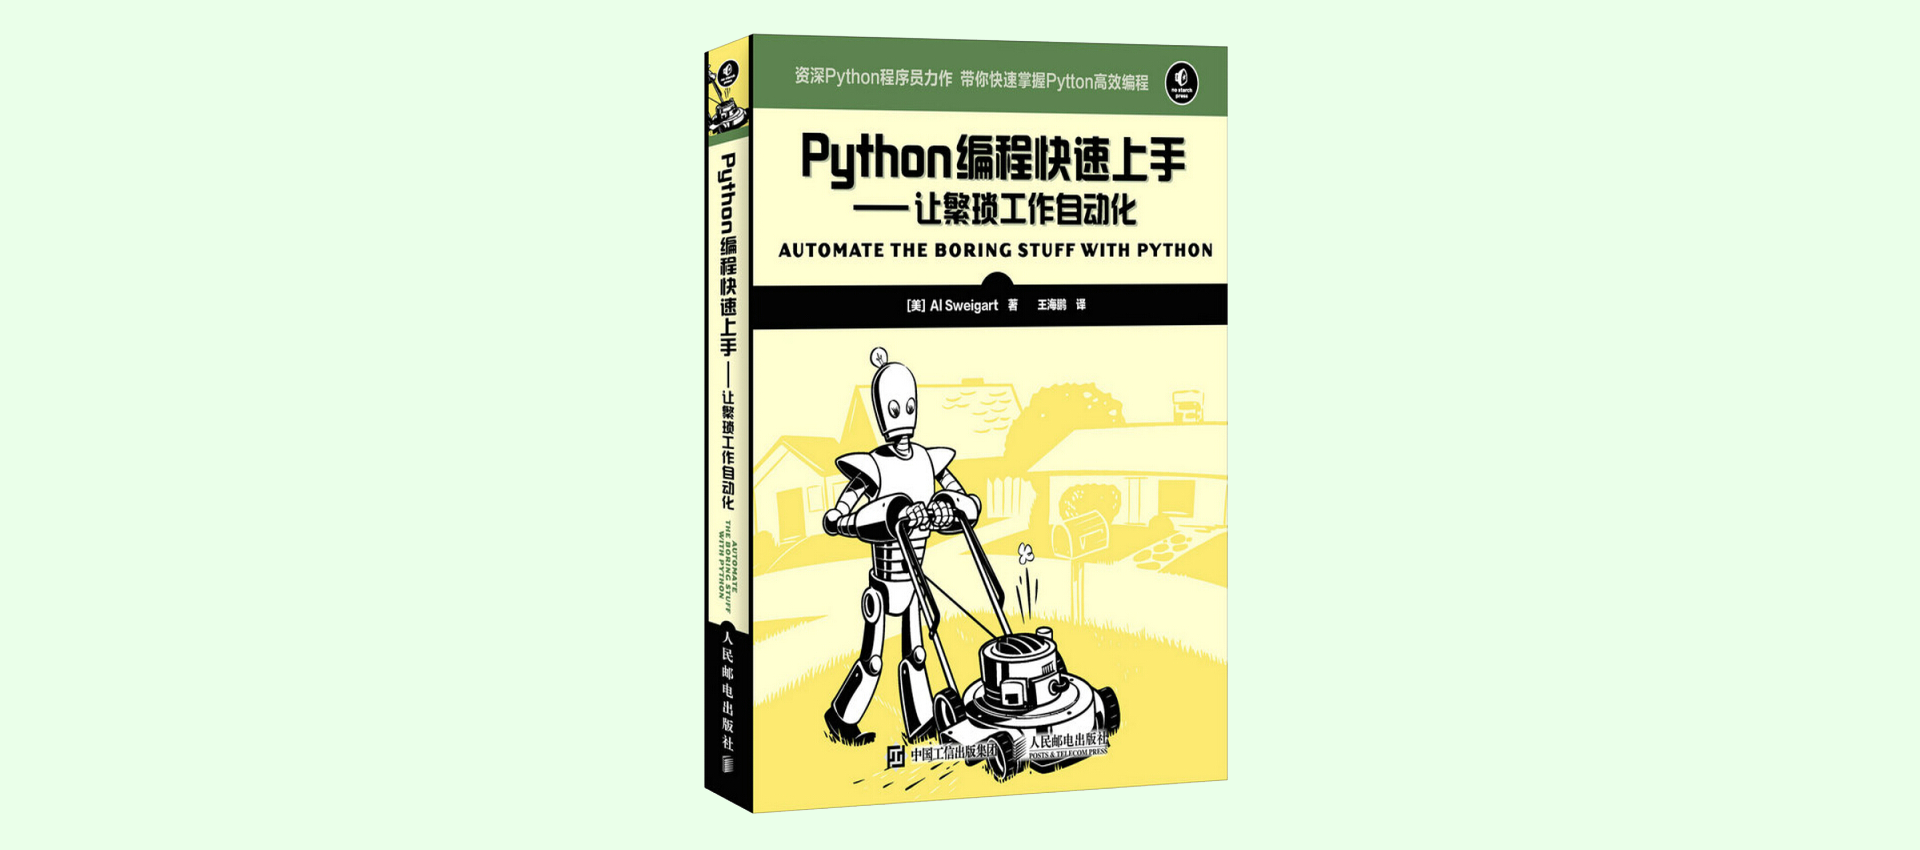 资深Python程序员力作 带你快速掌握Pytton高效编程
no starch
press
Python编程快速上手
——让繁琐工作自动化
AUTOMATE THE BORING STUFF WITH PYTHON
[美] Al Sweigart 著 王海鹏 译
中国工信出版集团
人民邮电出版社
POSTS & TELECOM PRESS
Python编程快速上手——让繁琐工作自动化
AUTOMATE
THE BORING STUFF
WITH PYTHON
人民邮电出版社